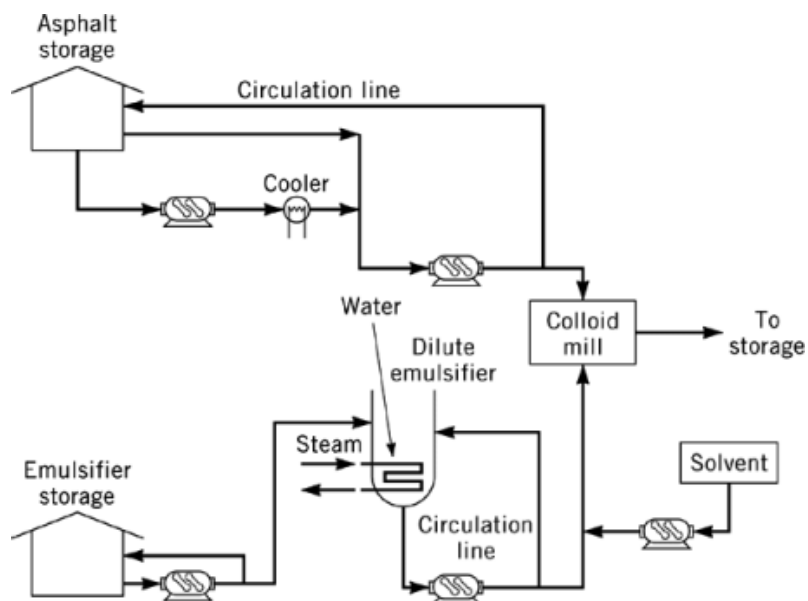 Asphalt
storage
Circulation line
Cooler
Water
Dilute
emulsifier
Colloid
mill
To
storage
Steam
Solvent
Emulsifier
storage
Circulation
line